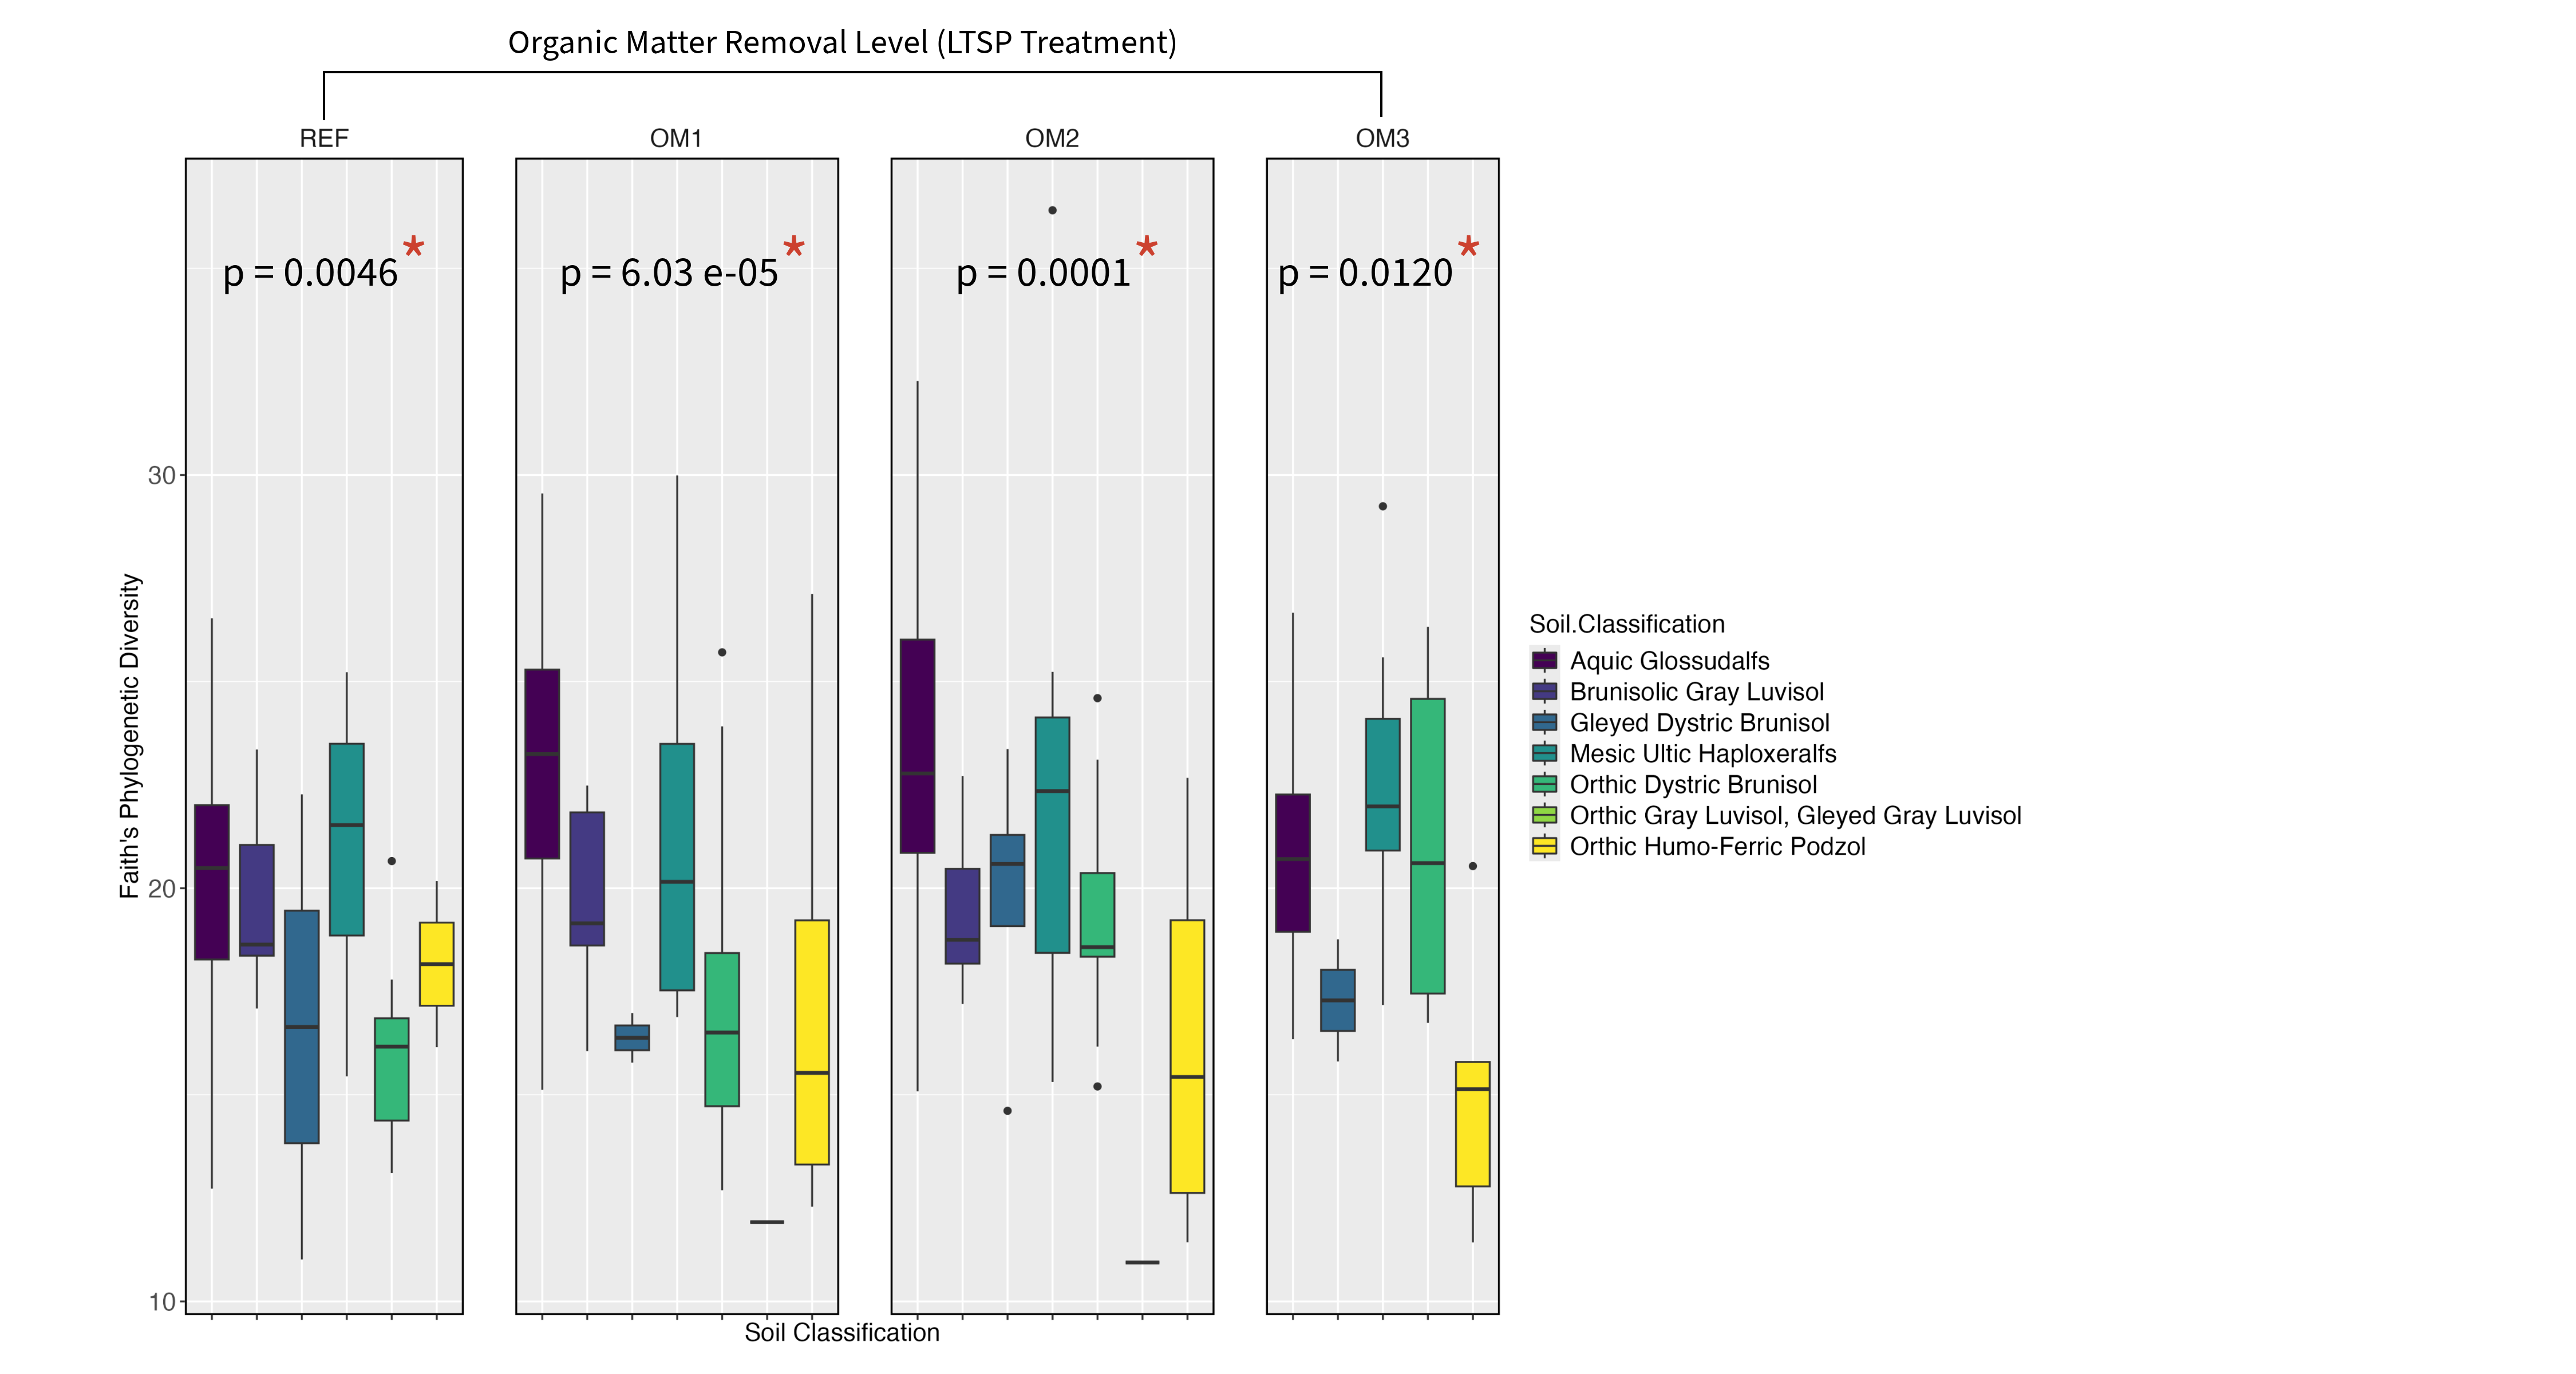 Organic Matter Removal Level (LTSP Treatment)
REF
OM1
OM2
OM3
p = 0.0046*
p = 6.03 e-05*
p = 0.0001*
p = 0.0120*
30
20
10
Faith's Phylogenetic Diversity
Soil Classification
Soil.Classification
Aquic Glossudalfs
Brunisolic Gray Luvisol
Gleyed Dystric Brunisol
Mesic Ultic Haploxeralfs
Orthic Dystric Brunisol
Orthic Gray Luvisol, Gleyed Gray Luvisol
Orthic Humo-Ferric Podzol